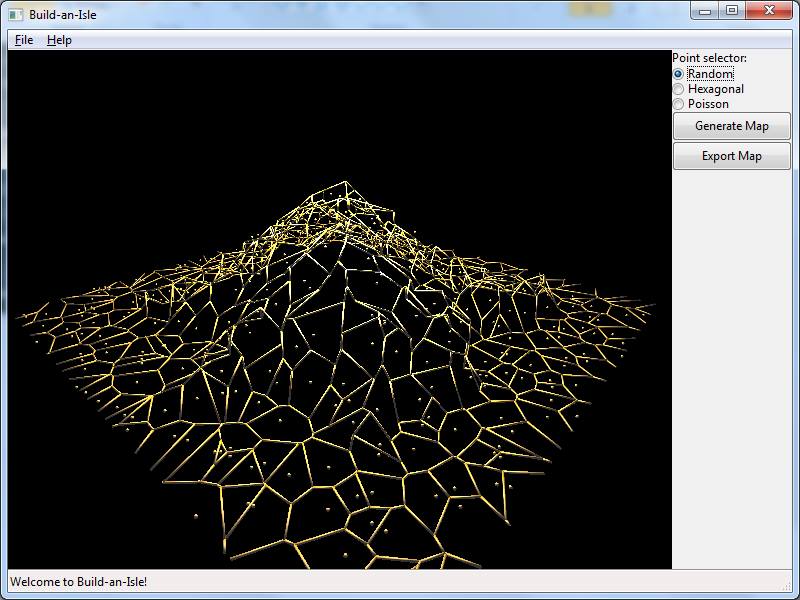 Build-an-Isle
File Help
Point selector:
Random
Hexagonal
Poisson
Generate Map
Export Map
Welcome to Build-an-Isle!